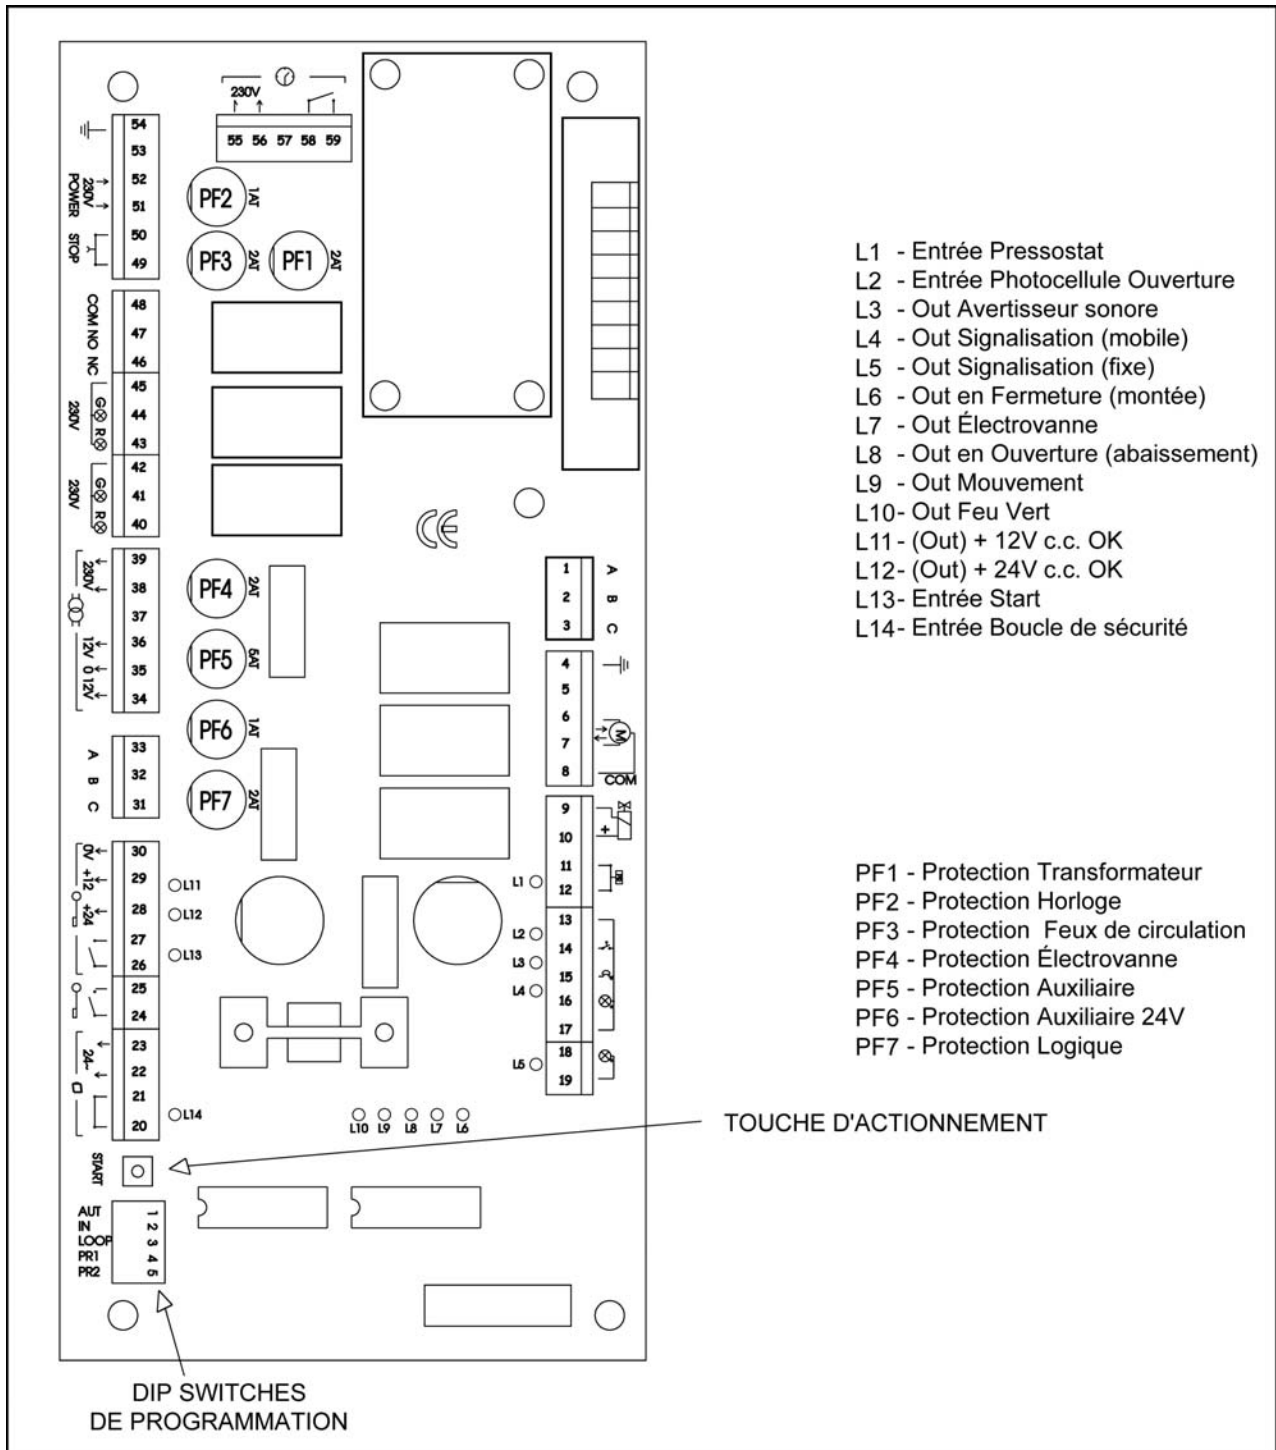 230V
55 56 57 58 59
54
53
52
51
50
49
230V
POWER
STOP
PF2
1AT
PF3
2AT
PF1
2AT
48
47
46
45
44
43
42
41
40
COM NO NC
G R
230V
G R
230V
CE
39
38
37
36
35
34
230V
12V 0 12V
PF4
2AT
PF5
5AT
PF6
1AT
PF7
2AT
33
32
31
A
B
C
1
2
3
A
B
C
4
5
6
7
8
M
COM
9
10
+
11
12
13
14
15
16
17
18
19
L1
L2
L3
L4
L5
30
29
28
27
26
25
24
23
22
21
20
0V
+12
+24
24~
L11
L12
L13
L14
L10 L9 L8 L7 L6
START
AUT 1
IN 2
LOOP 3
PR1 4
PR2 5
L1 - Entrée Pressostat
L2 - Entrée Photocellule Ouverture
L3 - Out Avertisseur sonore
L4 - Out Signalisation (mobile)
L5 - Out Signalisation (fixe)
L6 - Out en Fermeture (montée)
L7 - Out Électrovanne
L8 - Out en Ouverture (abaissement)
L9 - Out Mouvement
L10- Out Feu Vert
L11- (Out) + 12V c.c. OK
L12- (Out) + 24V c.c. OK
L13- Entrée Start
L14- Entrée Boucle de sécurité
PF1 - Protection Transformateur
PF2 - Protection Horloge
PF3 - Protection Feux de circulation
PF4 - Protection Électrovanne
PF5 - Protection Auxiliaire
PF6 - Protection Auxiliaire 24V
PF7 - Protection Logique
TOUCHE D'ACTIONNEMENT
DIP SWITCHES
DE PROGRAMMATION